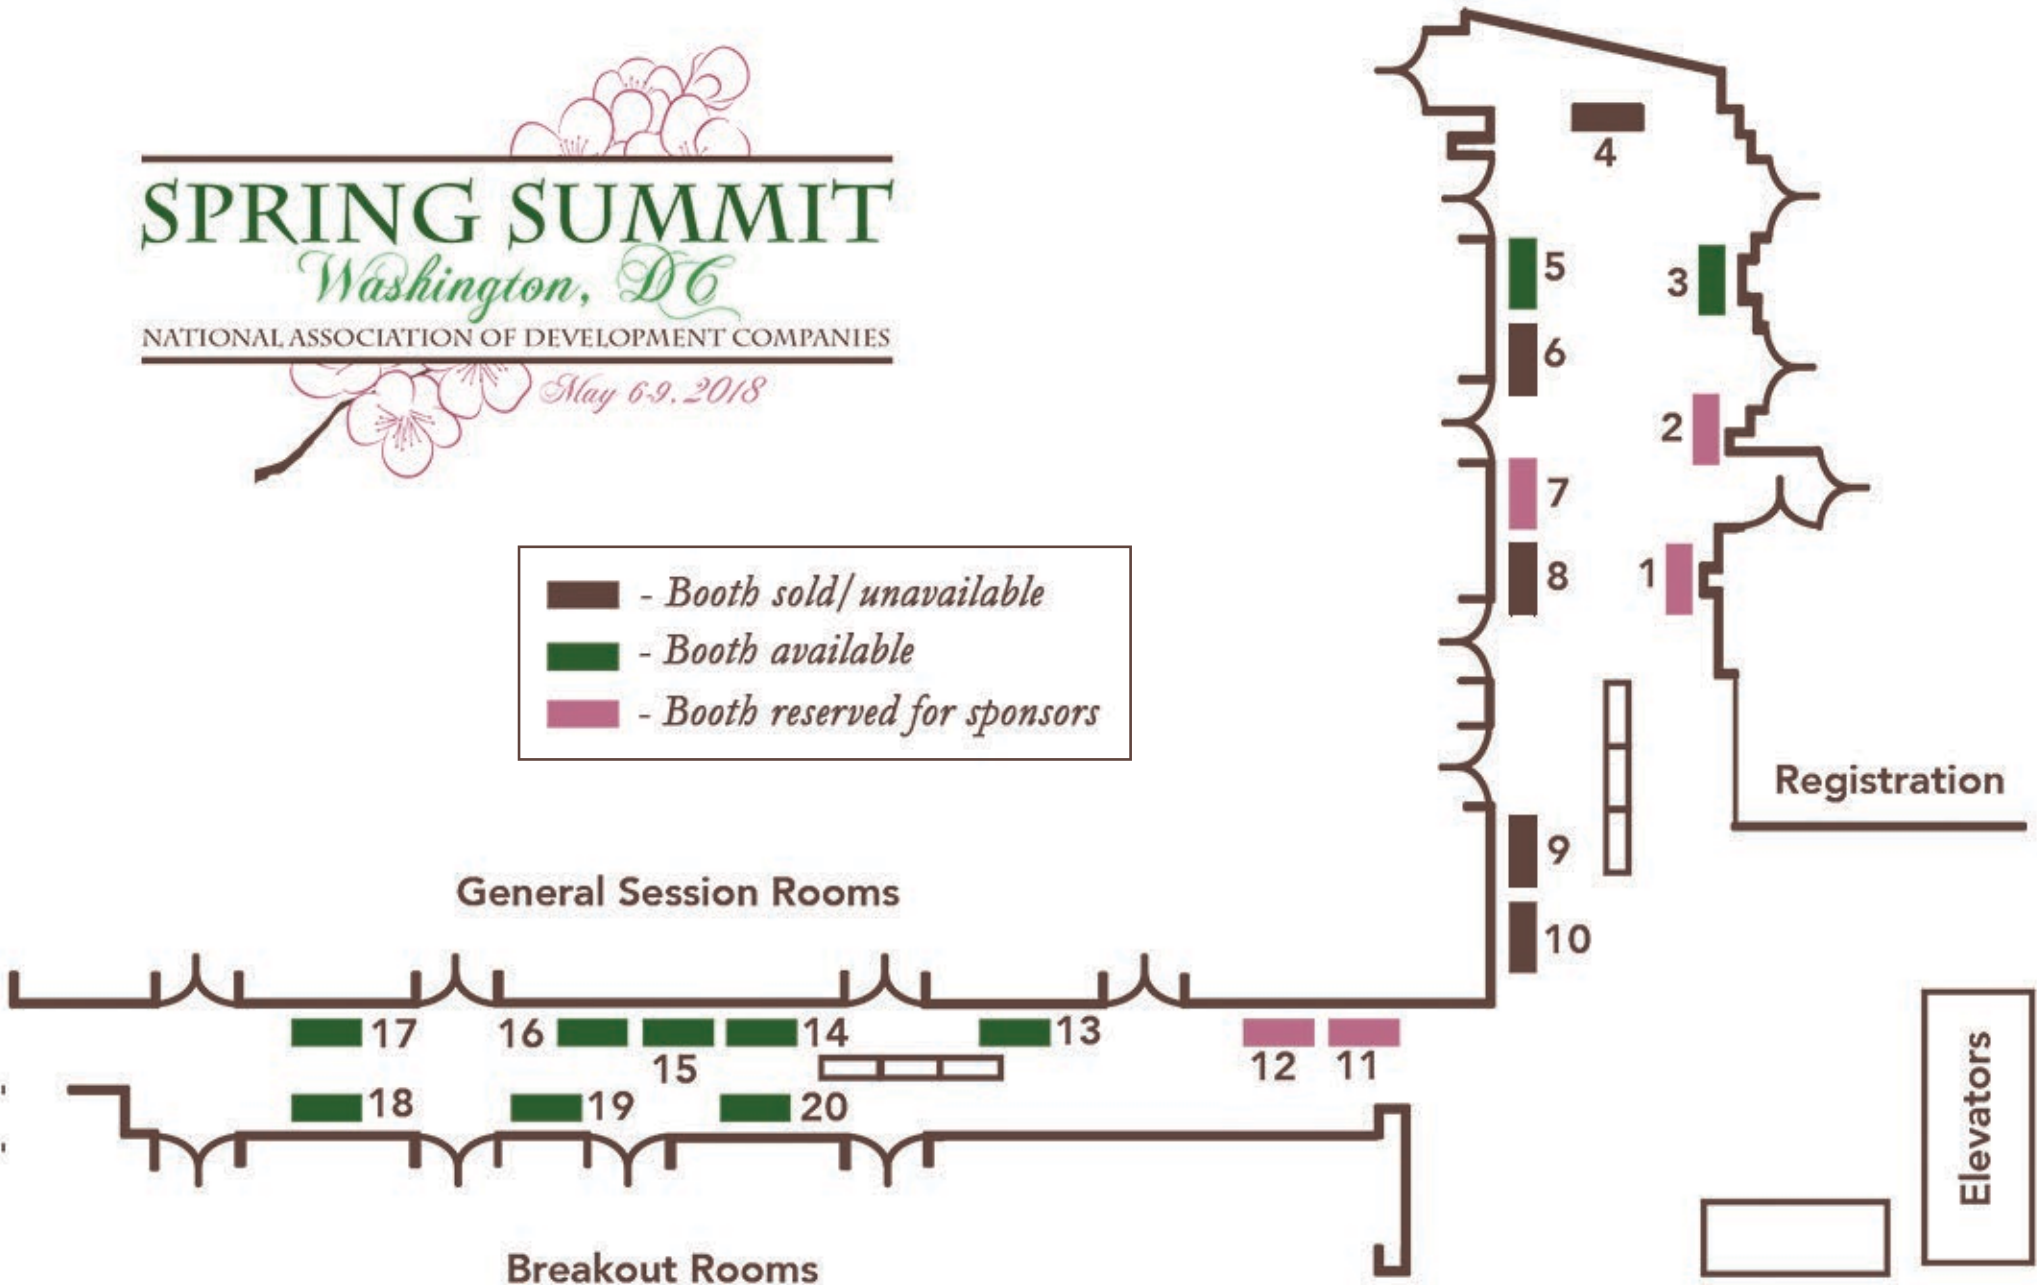 SPRING SUMMIT
Washington, DC
NATIONAL ASSOCIATION OF DEVELOPMENT COMPANIES
May 6-9, 2018
4
5
3
6
2
7
8
1
- Booth sold/ unavailable
- Booth available
- Booth reserved for sponsors
Registration
9
General Session Rooms
10
17
16
14
13
15
12
11
18
19
20
Elevators
Breakout Rooms